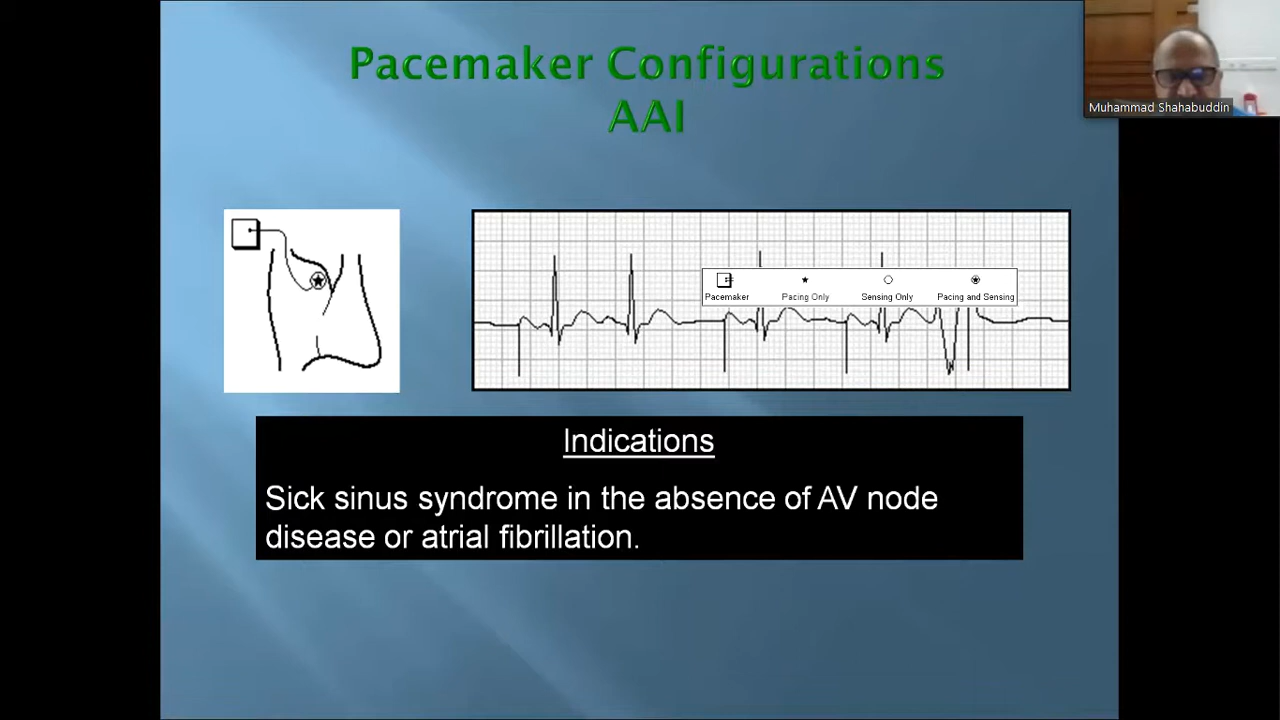 Pacemaker Configurations
AAI
Muhammad Shahabuddin
Pacemaker
Pacing Only
Sensing Only
Pacing and Sensing
Indications
Sick sinus syndrome in the absence of AV node
disease or atrial fibrillation.